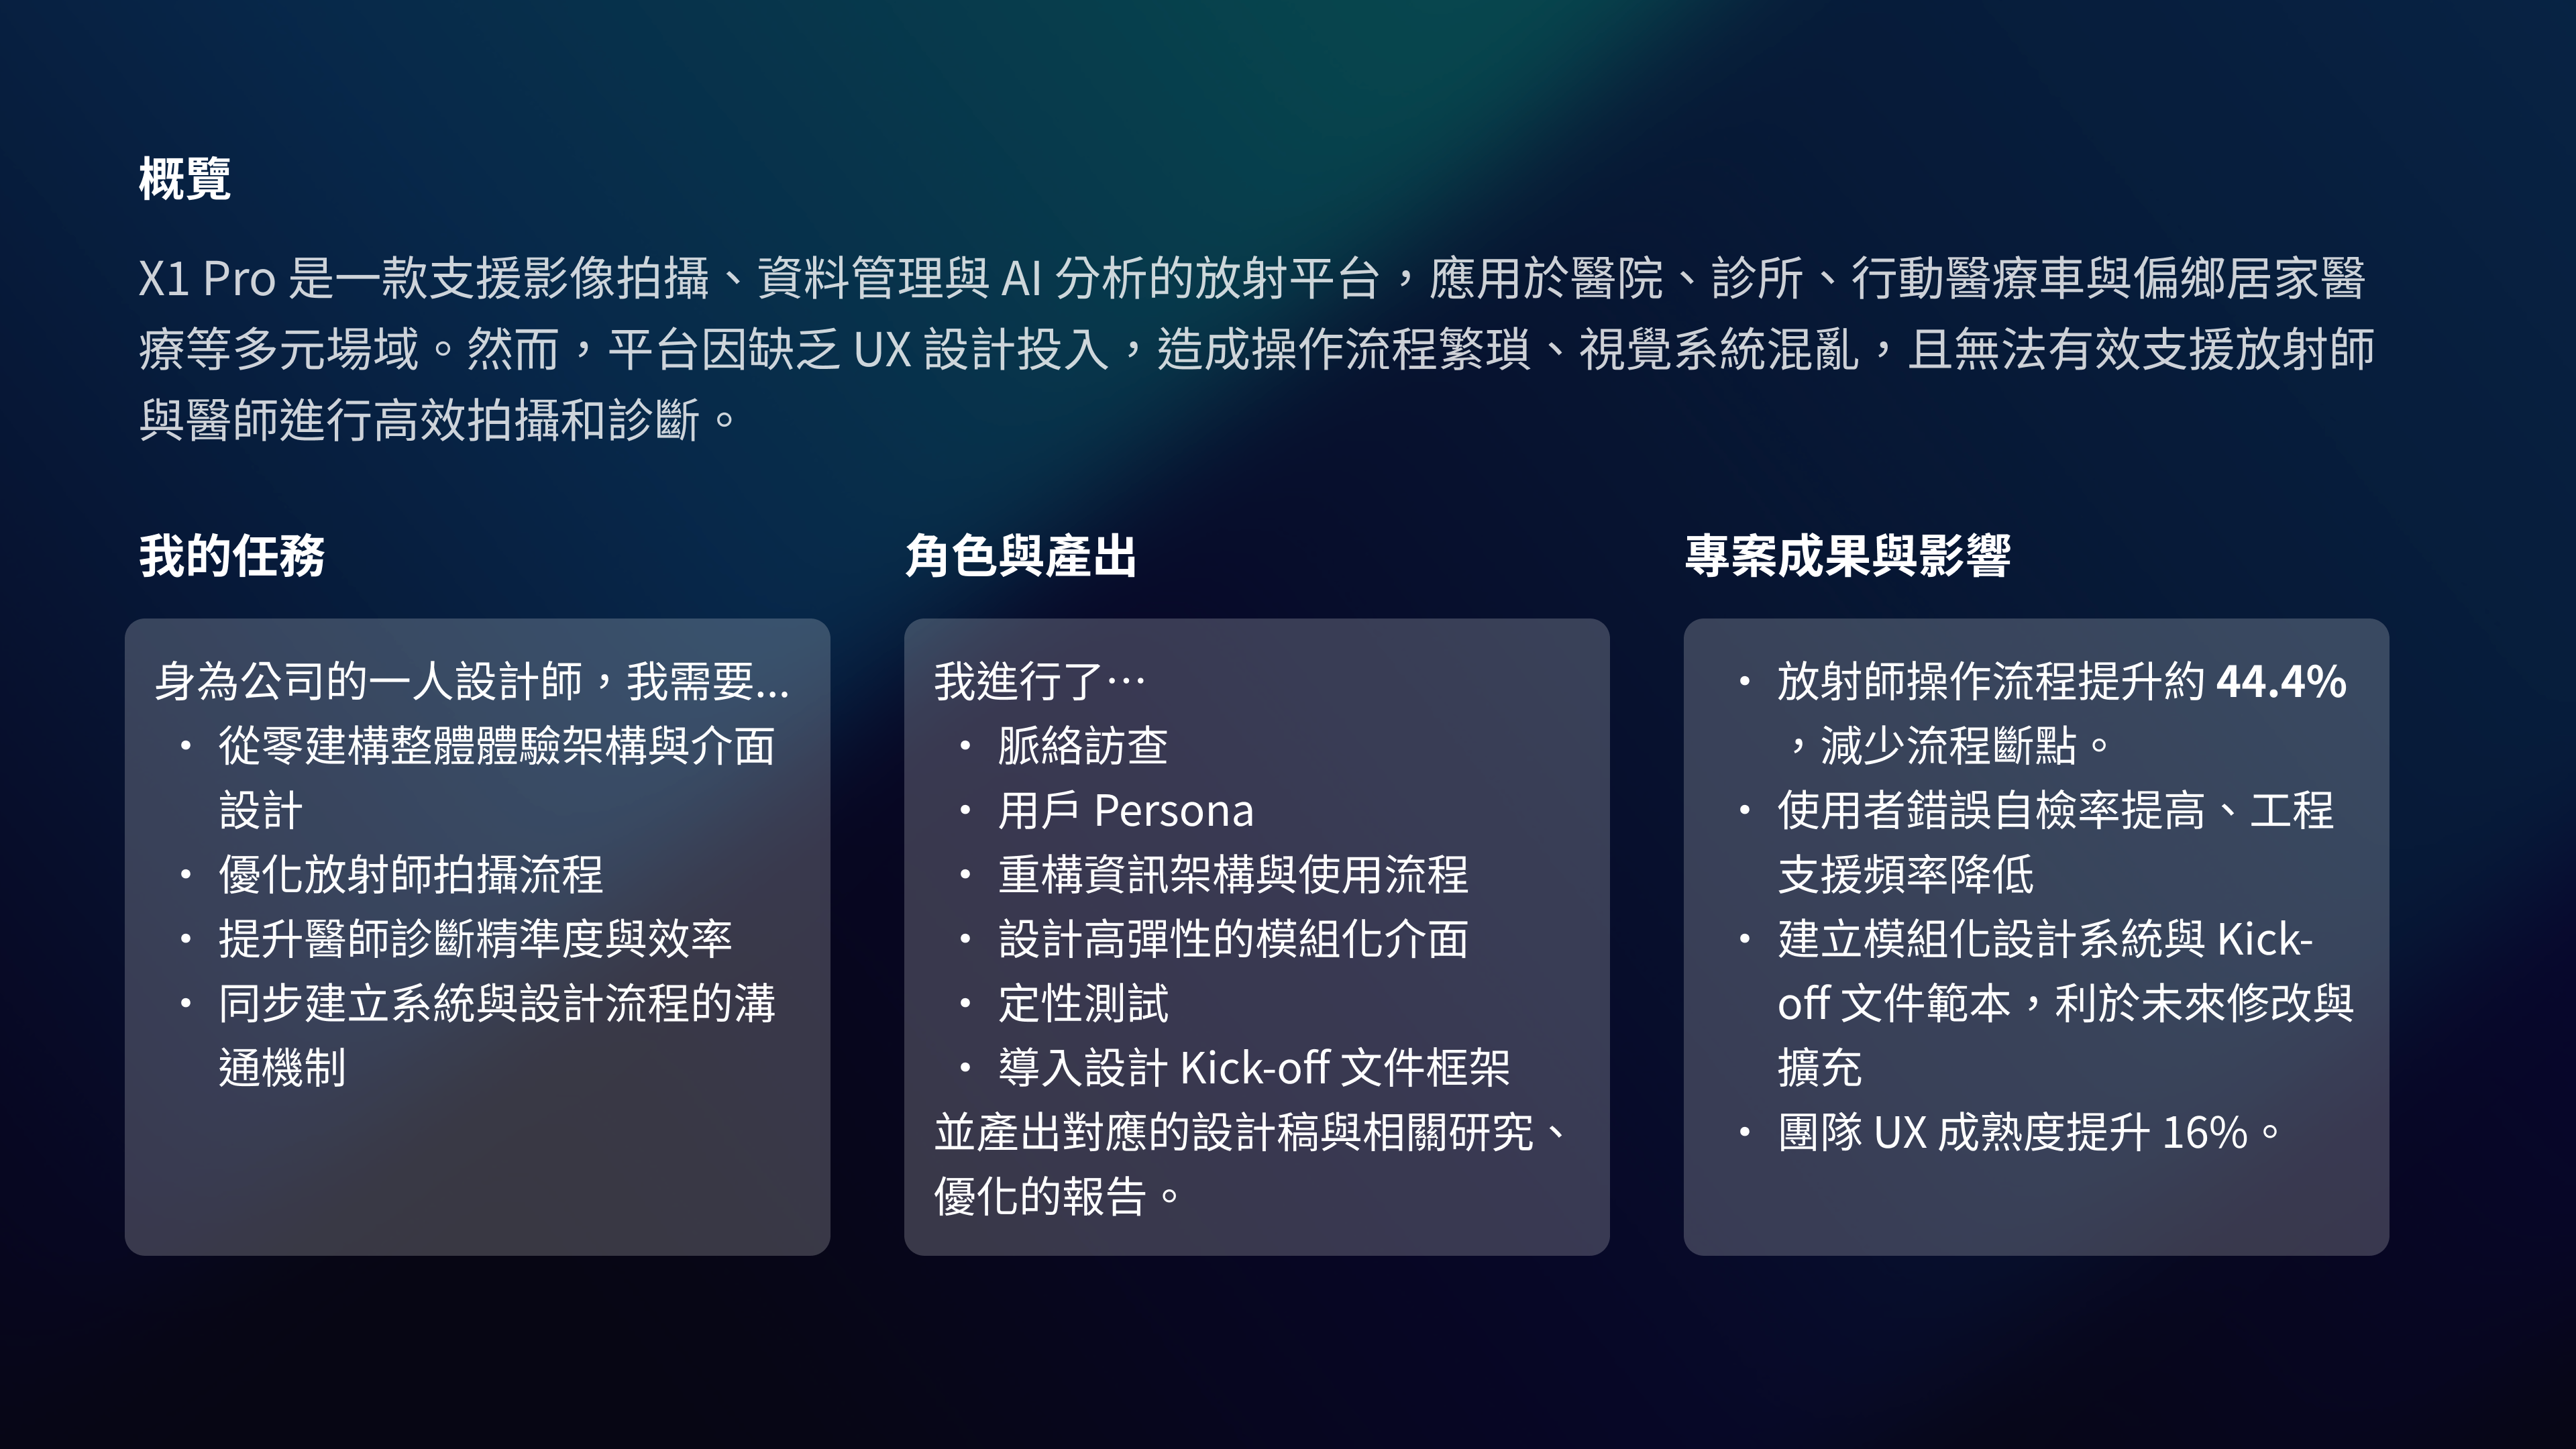 概覽
X1 Pro 是一款支援影像拍攝、資料管理與 AI 分析的放射平台，應用於醫院、診所、行動醫療車與偏鄉居家醫
療等多元場域。然而，平台因缺乏 UX 設計投入，造成操作流程繁瑣、視覺系統混亂，且無法有效支援放射師
與醫師進行高效拍攝和診斷。
我的任務
身為公司的一人設計師，我需要...
• 從零建構整體體驗架構與介面
設計
• 優化放射師拍攝流程
• 提升醫師診斷精準度與效率
• 同步建立系統與設計流程的溝
通機制
角色與產出
我進行了⋯
• 脈絡訪查
• 用戶 Persona
• 重構資訊架構與使用流程
• 設計高彈性的模組化介面
• 定性測試
• 導入設計 Kick-off 文件框架
並產出對應的設計稿與相關研究、
優化的報告。
專案成果與影響
• 放射師操作流程提升約 44.4%
，減少流程斷點。
• 使用者錯誤自檢率提高、工程
支援頻率降低
• 建立模組化設計系統與 Kick-
off 文件範本，利於未來修改與
擴充
• 團隊 UX 成熟度提升 16%。